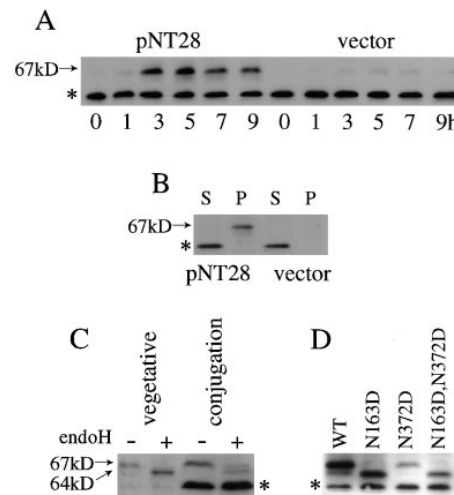 A
pNT28 vector
67kD→
*
0 1 3 5 7 9 0 1 3 5 7 9h
B
S P S P
67kD→
*
pNT28 vector
C
vegetative conjugation
endoH - + - +
67kD→
64kD→ *
D
WT N163D N372D N163D,N372D
*